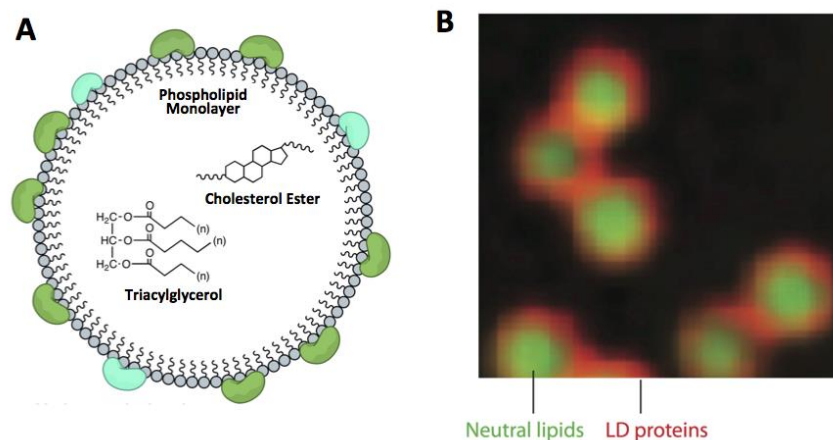 A
B
Phospholipid
Monolayer
Cholesterol Ester
O
H₂C—O (n)
O
HC—O (n)
O
H₂C—O (n)
Triacylglycerol
Neutral lipids LD proteins